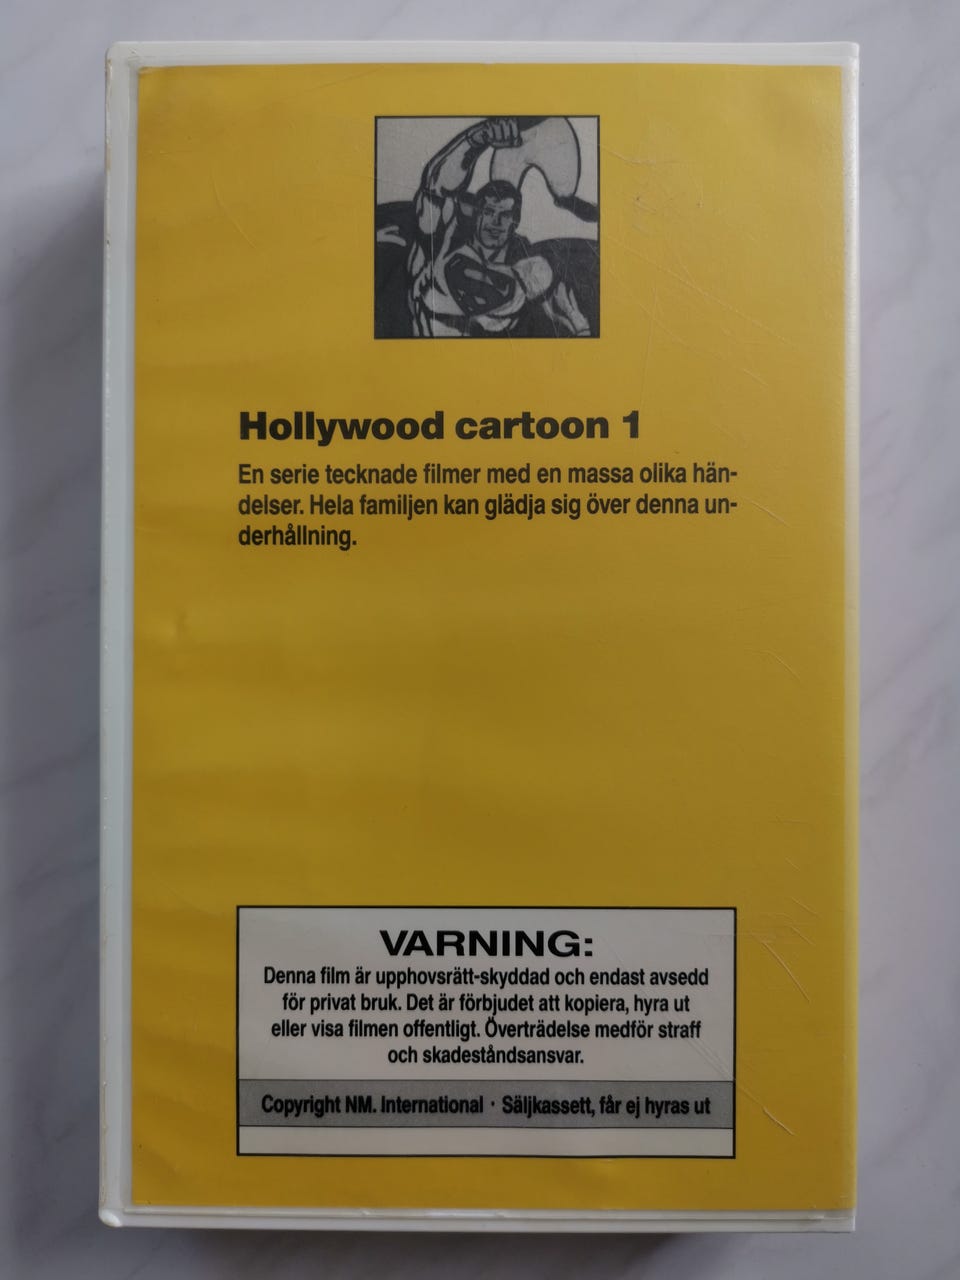 Hollywood cartoon 1
En serie tecknade filmer med en massa olika hän-
delser. Hela familjen kan glädja sig över denna un-
derhållning.
VARNING:
Denna film är upphovsrätt-skyddad och endast avsedd
för privat bruk. Det är förbjudet att kopiera, hyra ut
eller visa filmen offentligt. Överträdelse medför straff
och skadeståndsansvar.
Copyright NM. International · Säljkassett, får ej hyras ut